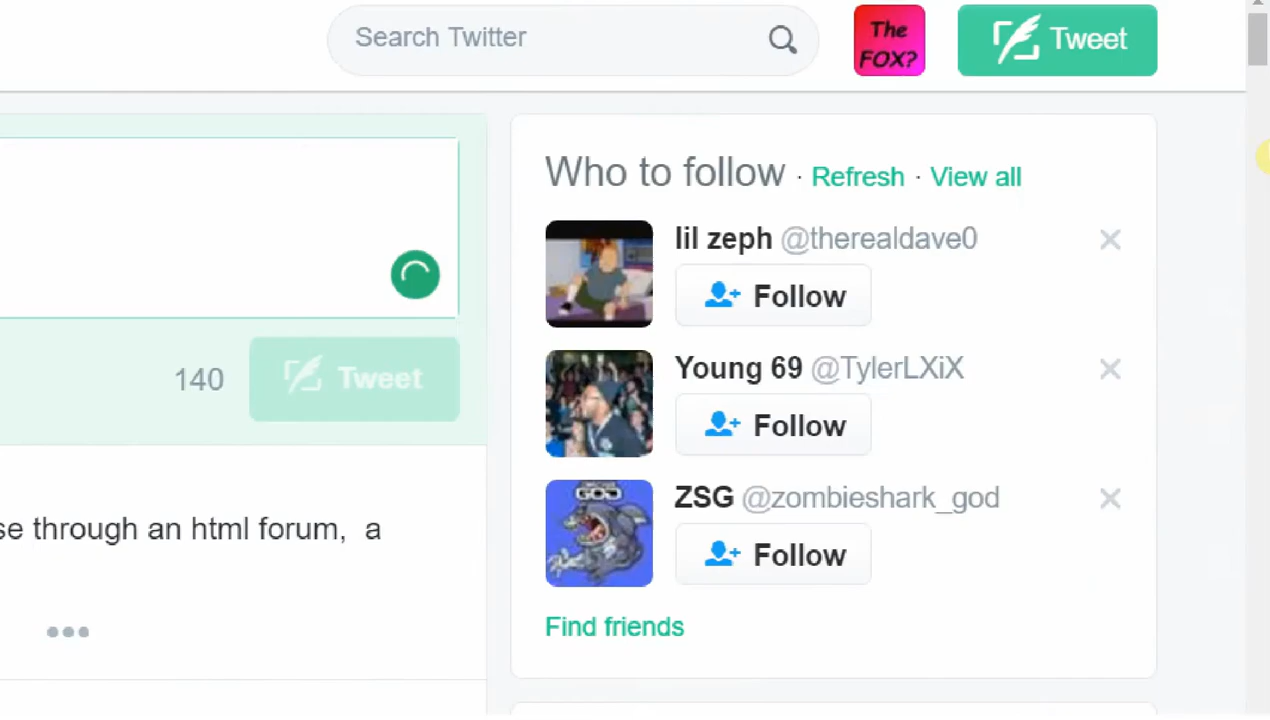 Search Twitter
The
FOX?
Tweet
Who to follow · Refresh · View all
lil zeph @therealdave0
Follow
Young 69 @TylerLXiX
Follow
140 Tweet
ZSG @zombieshark_god
GOD
Follow
se through an html forum, a
Find friends